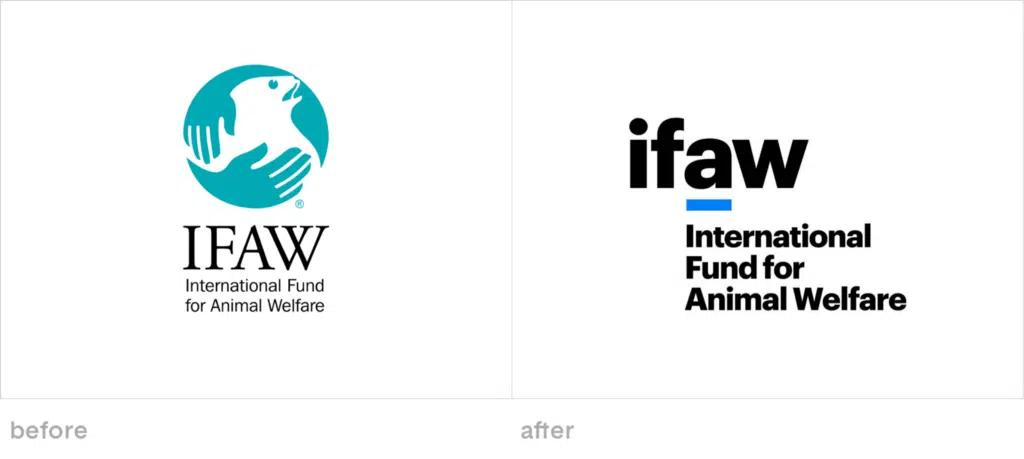 ®
IFAW
International Fund
for Animal Welfare
ifaw
International
Fund for
Animal Welfare
before
after